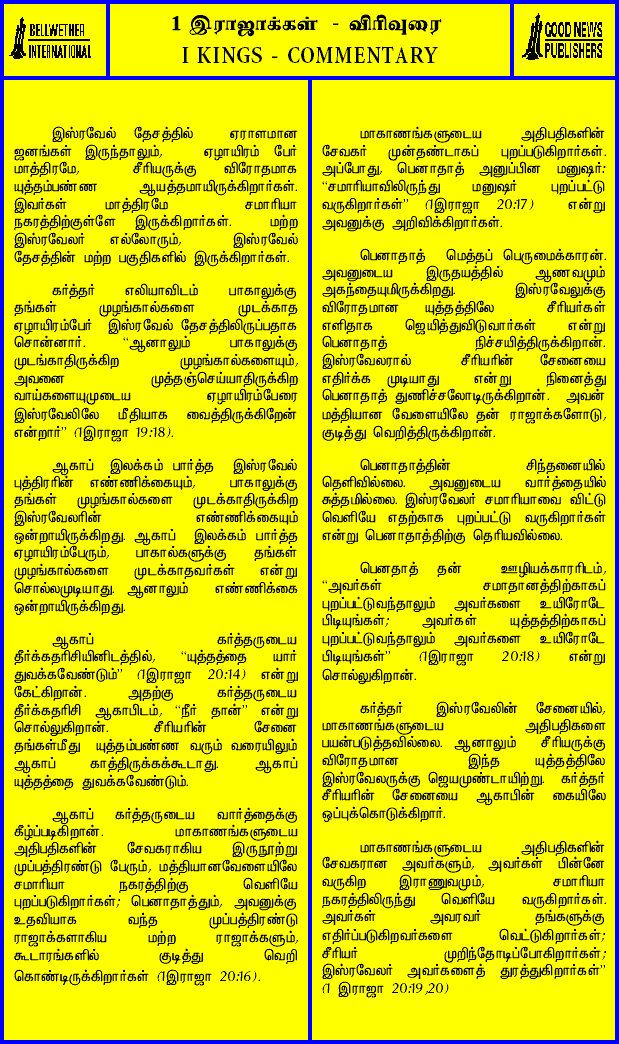 BELLWETHER
INTERNATIONAL
1 இராஜாக்கள் - விரிவுரை
I KINGS - COMMENTARY
GOOD NEWS
PUBLISHERS
இஸ்ரவேல் தேசத்தில் ஏராளமான
ஜனங்கள் இருந்தாலும், ஏழாயிரம் பேர்
மாத்திரமே, சீரியருக்கு விரோதமாக
யுத்தம்பண்ண ஆயத்தமாயிருக்கிறார்கள்.
இவர்கள் மாத்திரமே சமாரியா
நகரத்திற்குள்ளே இருக்கிறார்கள். மற்ற
இஸ்ரவேலர் எல்லோரும், இஸ்ரவேல்
தேசத்தின் மற்ற பகுதிகளில் இருக்கிறார்கள்.
கர்த்தர் எலியாவிடம் பாகாலுக்கு
தங்கள் முழங்கால்களை முடக்காத
ஏழாயிரம்பேர் இஸ்ரவேல் தேசத்திலிருப்பதாக
சொன்னார். “ஆனாலும் பாகாலுக்கு
முடங்காதிருக்கிற முழங்கால்களையும்,
அவனை முத்தஞ்செய்யாதிருக்கிற
வாய்களையுமுடைய ஏழாயிரம்பேரை
இஸ்ரவேலிலே மீதியாக வைத்திருக்கிறேன்
என்றார்” (1இராஜா 19:18).
ஆகாப் இலக்கம் பார்த்த இஸ்ரவேல்
புத்திரரின் எண்ணிக்கையும், பாகாலுக்கு
தங்கள் முழங்கால்களை முடக்காதிருக்கிற
இஸ்ரவேலரின் எண்ணிக்கையும்
ஒன்றாயிருக்கிறது. ஆகாப் இலக்கம் பார்த்த
ஏழாயிரம்பேரும், பாகால்களுக்கு தங்கள்
முழங்கால்களை முடக்காதவர்கள் என்று
சொல்லமுடியாது. ஆனாலும் எண்ணிக்கை
ஒன்றாயிருக்கிறது.
ஆகாப் கர்த்தருடைய
தீர்க்கதரிசியினிடத்தில், “யுத்தத்தை யார்
துவக்கவேண்டும்” (1இராஜா 20:14) என்று
கேட்கிறான். அதற்கு கர்த்தருடைய
தீர்க்கதரிசி ஆகாபிடம், “நீர் தான்” என்று
சொல்லுகிறான். சீரியரின் சேனை
தங்கள்மீது யுத்தம்பண்ண வரும் வரையிலும்
ஆகாப் காத்திருக்கக்கூடாது. ஆகாப்
யுத்தத்தை துவக்கவேண்டும்.
ஆகாப் கர்த்தருடைய வார்த்தைக்கு
கீழ்ப்படிகிறான். மாகாணங்களுடைய
அதிபதிகளின் சேவகராகிய இருநூற்று
முப்பத்திரண்டு பேரும், மத்தியானவேளையிலே
சமாரியா நகரத்திற்கு வெளியே
புறப்படுகிறார்கள்; பெனாதாத்தும், அவனுக்கு
உதவியாக வந்த முப்பத்திரண்டு
ராஜாக்களாகிய மற்ற ராஜாக்களும்,
கூடாரங்களில் குடித்து வெறி
கொண்டிருக்கிறார்கள் (1இராஜா 20:16).
மாகாணங்களுடைய அதிபதிகளின்
சேவகர் முன்தண்டாகப் புறப்படுகிறார்கள்.
அப்போது, பெனாதாத் அனுப்பின மனுஷர்:
“சமாரியாவிலிருந்து மனுஷர் புறப்பட்டு
வருகிறார்கள்” (1இராஜா 20:17) என்று
அவனுக்கு அறிவிக்கிறார்கள்.
பெனாதாத் மெத்தப் பெருமைக்காரன்.
அவனுடைய இருதயத்தில் ஆணவமும்
அகந்தையுமிருக்கிறது. இஸ்ரவேலுக்கு
விரோதமான யுத்தத்திலே சீரியர்கள்
எளிதாக ஜெயித்துவிடுவார்கள் என்று
பெனாதாத் நிச்சயித்திருக்கிறான்.
இஸ்ரவேலரால் சீரியரின் சேனையை
எதிர்க்க முடியாது என்று நினைத்து
பெனாதாத் துணிச்சலோடிருக்கிறான். அவன்
மத்தியான வேளையிலே தன் ராஜாக்களோடு,
குடித்து வெறித்திருக்கிறான்.
பெனாதாத்தின் சிந்தனையில்
தெளிவில்லை. அவனுடைய வார்த்தையில்
சுத்தமில்லை. இஸ்ரவேலர் சமாரியாவை விட்டு
வெளியே எதற்காக புறப்பட்டு வருகிறார்கள்
என்று பெனாதாத்திற்கு தெரியவில்லை.
பெனதாத் தன் ஊழியக்காரரிடம்,
“அவர்கள் சமாதானத்திற்காகப்
புறப்பட்டுவந்தாலும் அவர்களை உயிரோடே
பிடியுங்கள்; அவர்கள் யுத்தத்திற்காகப்
புறப்பட்டுவந்தாலும் அவர்களை உயிரோடே
பிடியுங்கள்” (1இராஜா 20:18) என்று
சொல்லுகிறான்.
கர்த்தர் இஸ்ரவேலின் சேனையில்,
மாகாணங்களுடைய அதிபதிகளை
பயன்படுத்தவில்லை. ஆனாலும் சீரியருக்கு
விரோதமான இந்த யுத்தத்திலே
இஸ்ரவேலருக்கு ஜெயமுண்டாயிற்று. கர்த்தர்
சீரியரின் சேனையை ஆகாபின் கையிலே
ஒப்புக்கொடுக்கிறார்.
மாகாணங்களுடைய அதிபதிகளின்
சேவகரான அவர்களும், அவர்கள் பின்னே
வருகிற இராணுவமும், சமாரியா
நகரத்திலிருந்து வெளியே வருகிறார்கள்.
அவர்கள் அவரவர் தங்களுக்கு
எதிர்ப்படுகிறவர்களை வெட்டுகிறார்கள்;
சீரியர் முறிந்தோடிப்போகிறார்கள்;
இஸ்ரவேலர் அவர்களைத் துரத்துகிறார்கள்”
(1 இராஜா 20:19,20)